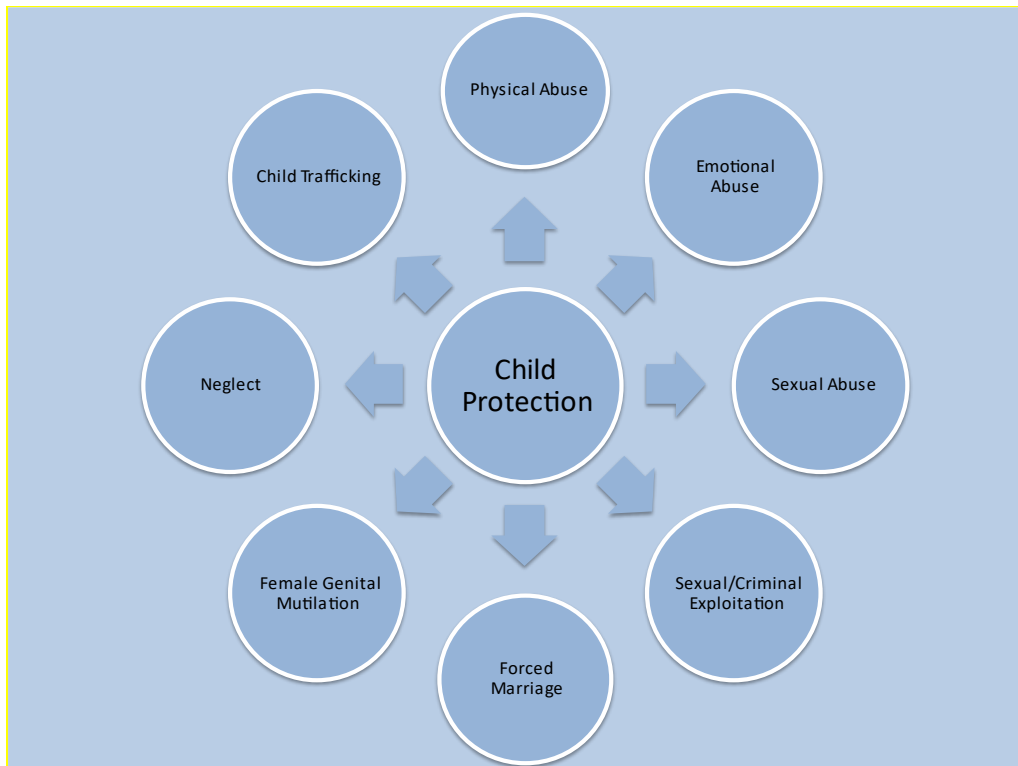 Physical Abuse
Emotional
Abuse
Sexual Abuse
Sexual/Criminal
Exploitation
Forced
Marriage
Female Genital
Mutilation
Neglect
Child Trafficking
Child
Protection